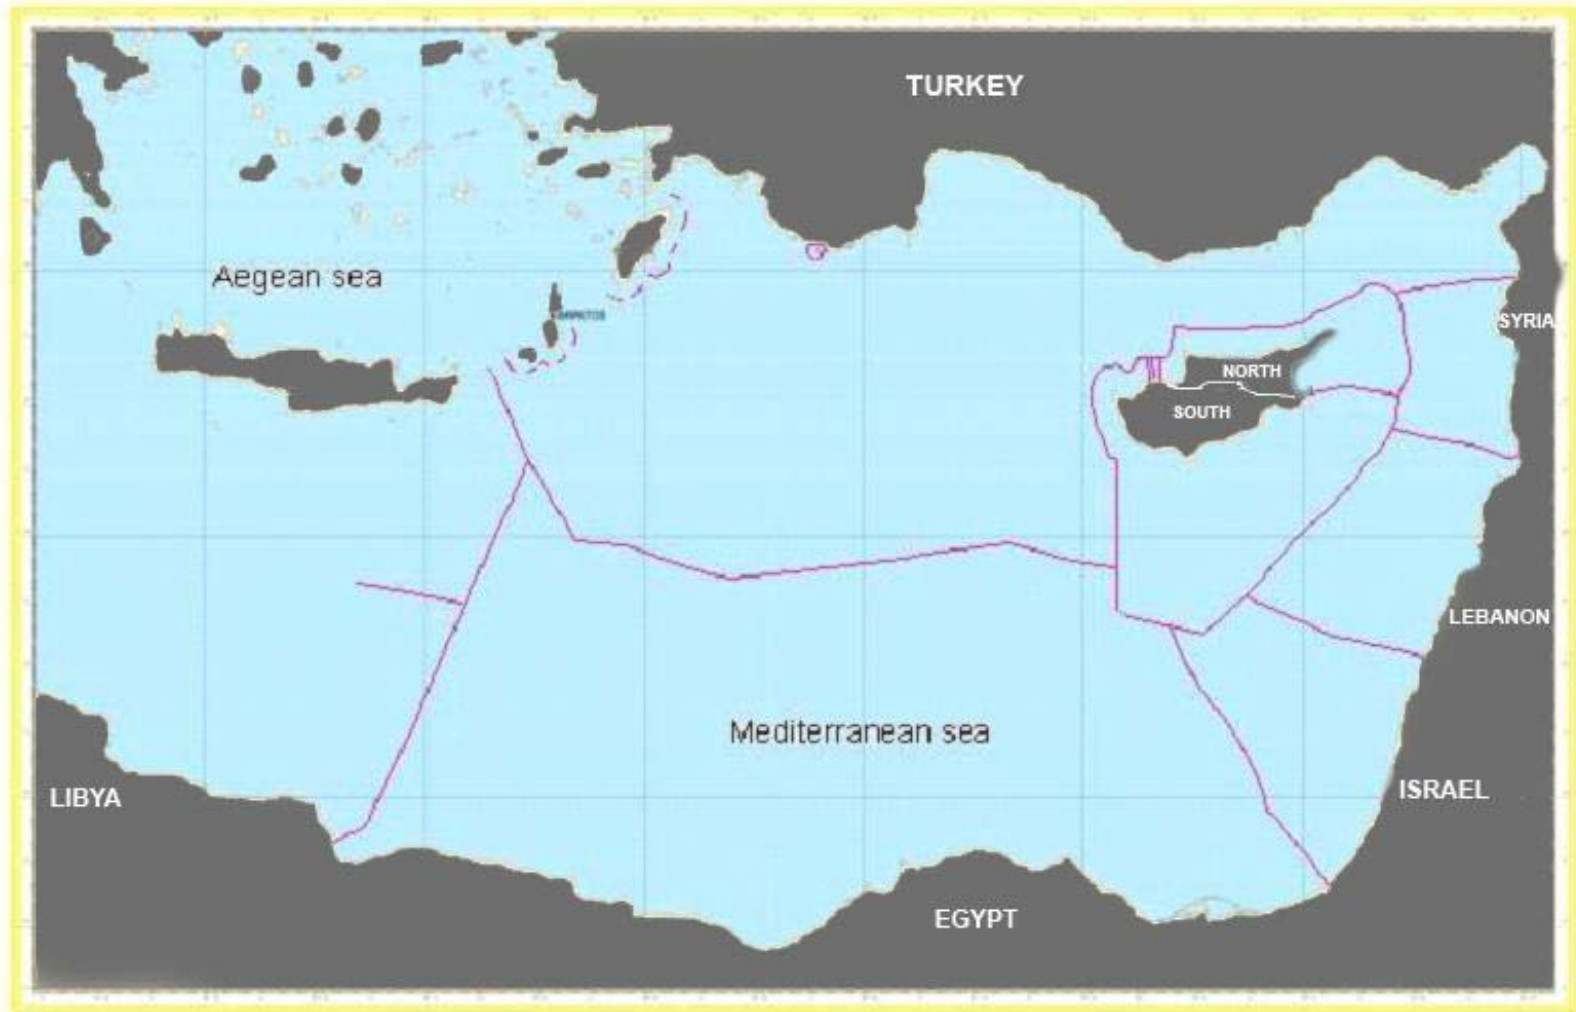 TURKEY
Aegean sea
SYRIA
NORTH
SOUTH
LEBANON
Mediterranean sea
LIBYA
ISRAEL
EGYPT